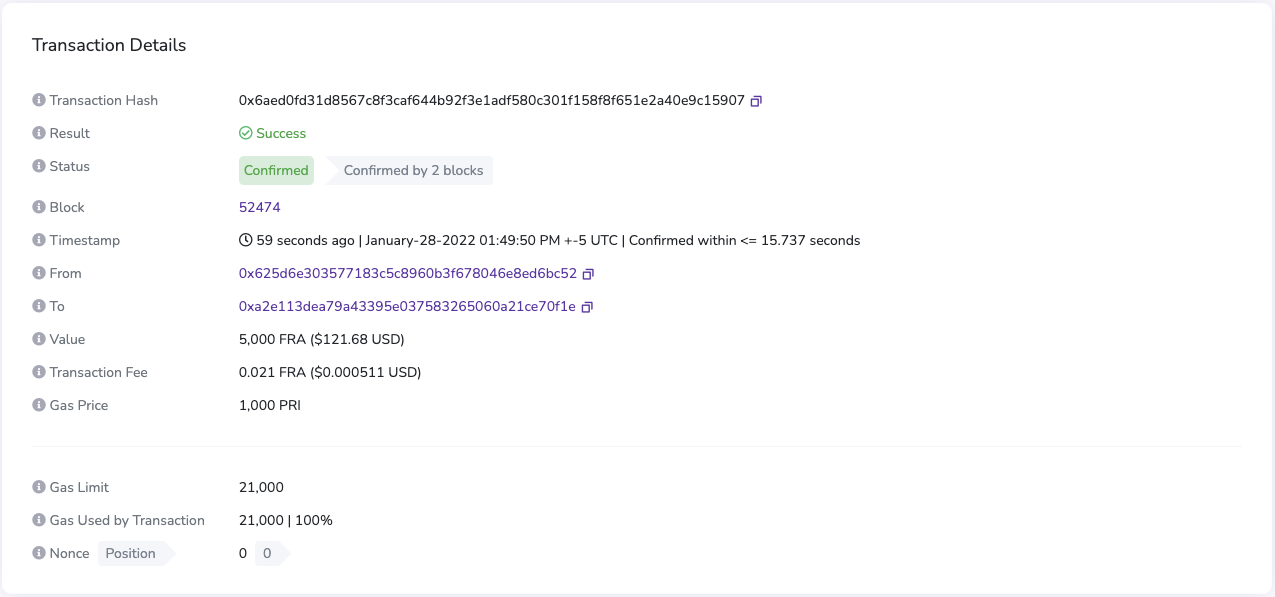 Transaction Details
Transaction Hash 0x6aed0fd31d8567c8f3caf644b92f3e1adf580c301f158f8f651e2a40e9c15907
Result Success
Status Confirmed Confirmed by 2 blocks
Block 52474
Timestamp 59 seconds ago | January-28-2022 01:49:50 PM +-5 UTC | Confirmed within <= 15.737 seconds
From 0x625d6e303577183c5c8960b3f678046e8ed6bc52
To 0xa2e113dea79a43395e037583265060a21ce70f1e
Value 5,000 FRA ($121.68 USD)
Transaction Fee 0.021 FRA ($0.000511 USD)
Gas Price 1,000 PRI
Gas Limit 21,000
Gas Used by Transaction 21,000 | 100%
Nonce Position 0 0